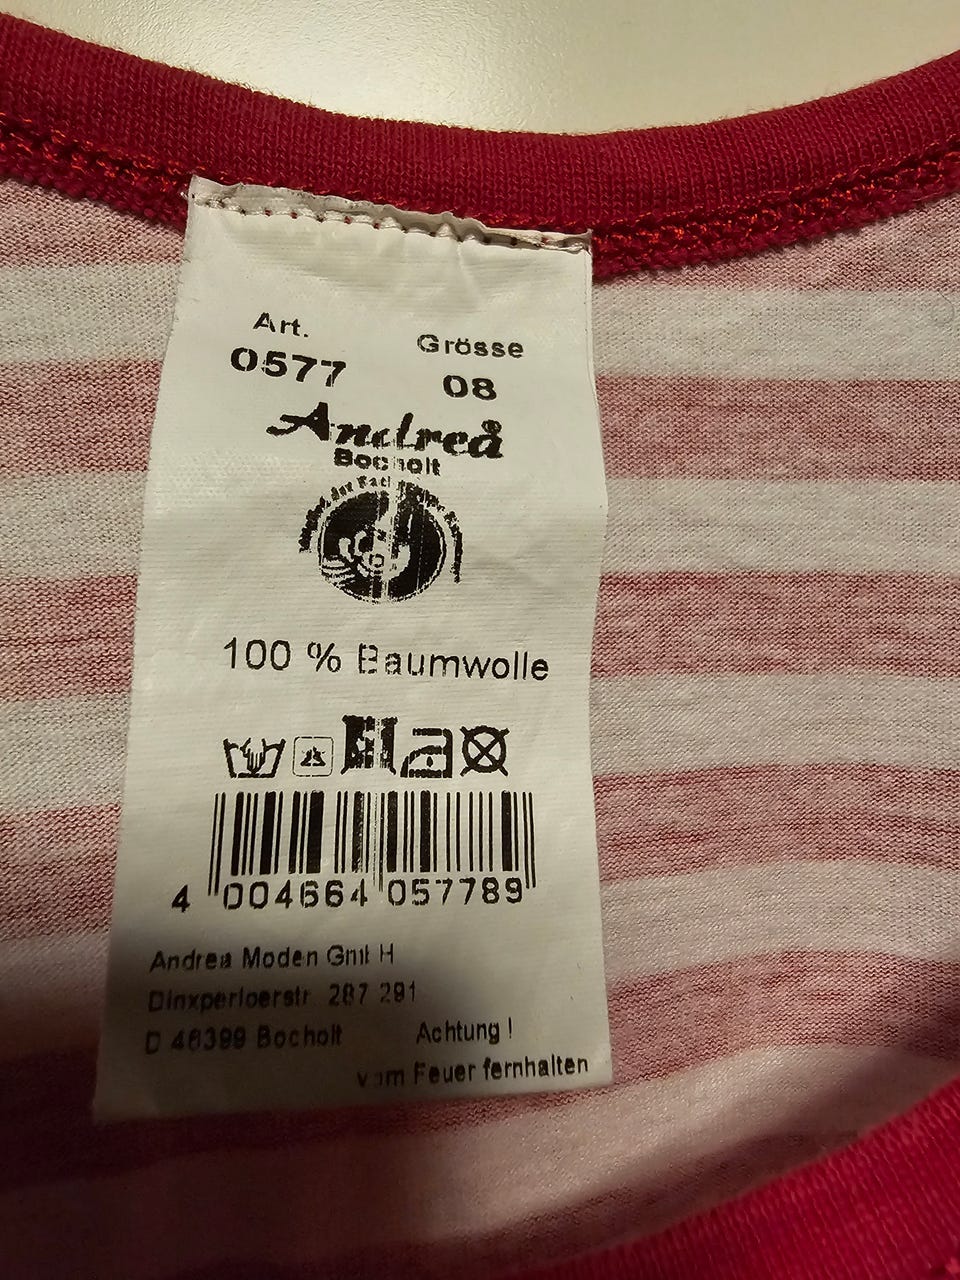 Art. Grösse
0577 08
Andrea®
Bocholt
100 % Baumwolle
4 004664 057789
Andrea Moden GmbH
Dinxperloerstr. 287 291
D 46399 Bocholt Achtung !
vom Feuer fernhalten